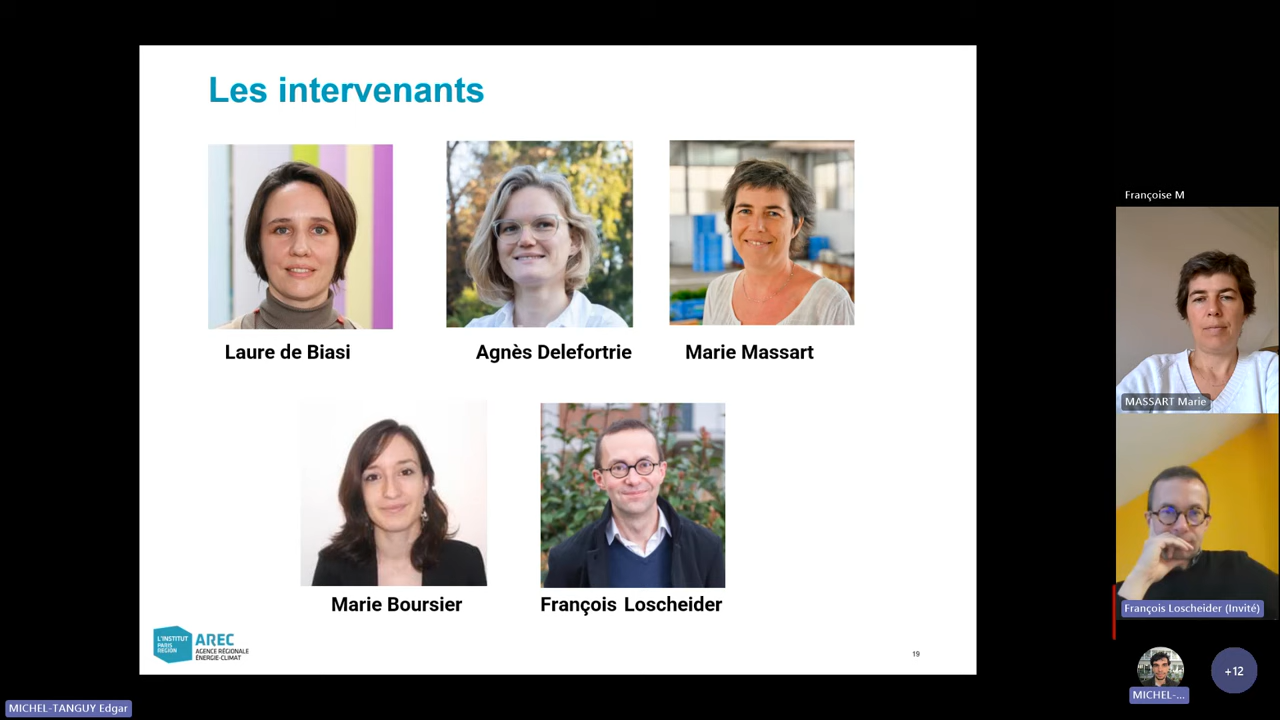 Les intervenants
Laure de Biasi
Agnès Delefortrie
Marie Massart
Marie Boursier
François Loscheider
L'INSTITUT
PARIS
REGION
AREC
AGENCE RÉGIONALE
ÉNERGIE-CLIMAT
19
Françoise M
MASSART Marie
François Loscheider (Invité)
MICHEL-...
+12
MICHEL-TANGUY Edgar